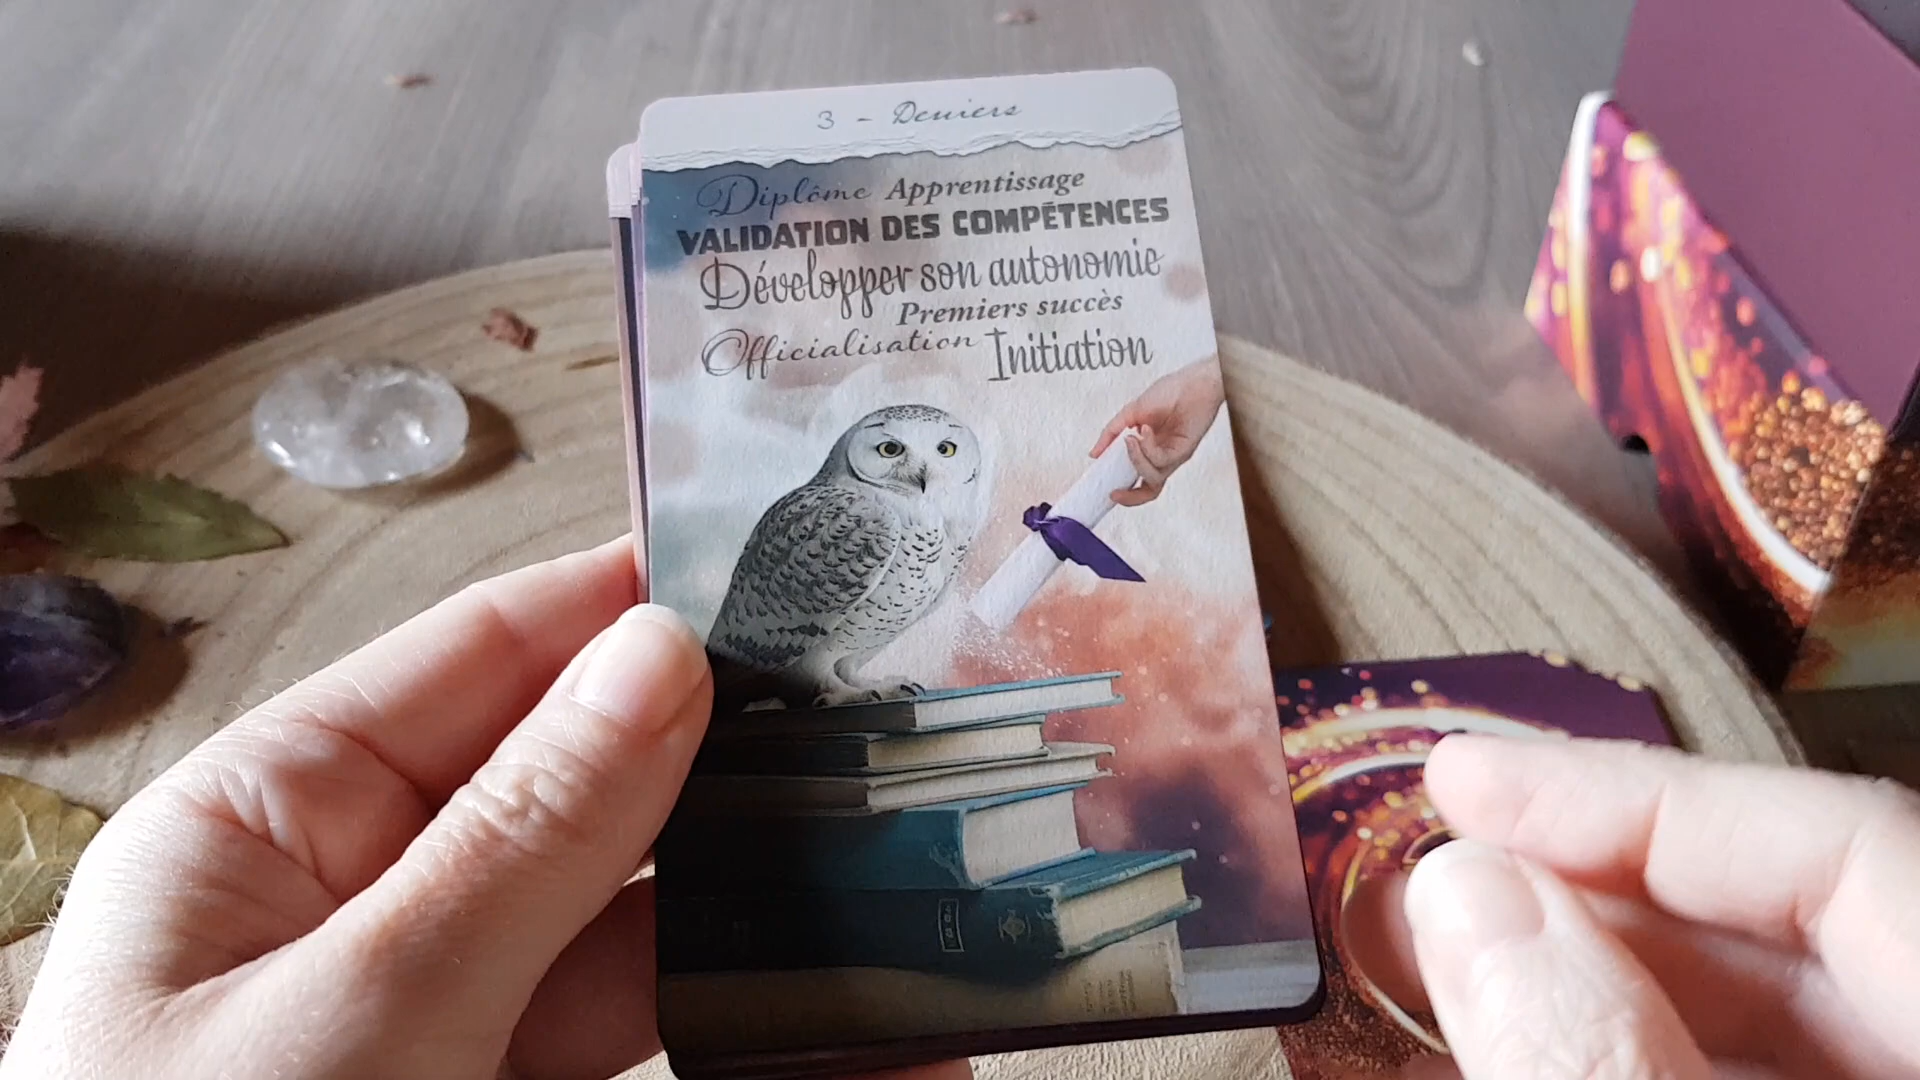 3 - Deniers
Diplôme Apprentissage
VALIDATION DES COMPÉTENCES
Développer son autonomie
Premiers succès
Officialisation Initiation